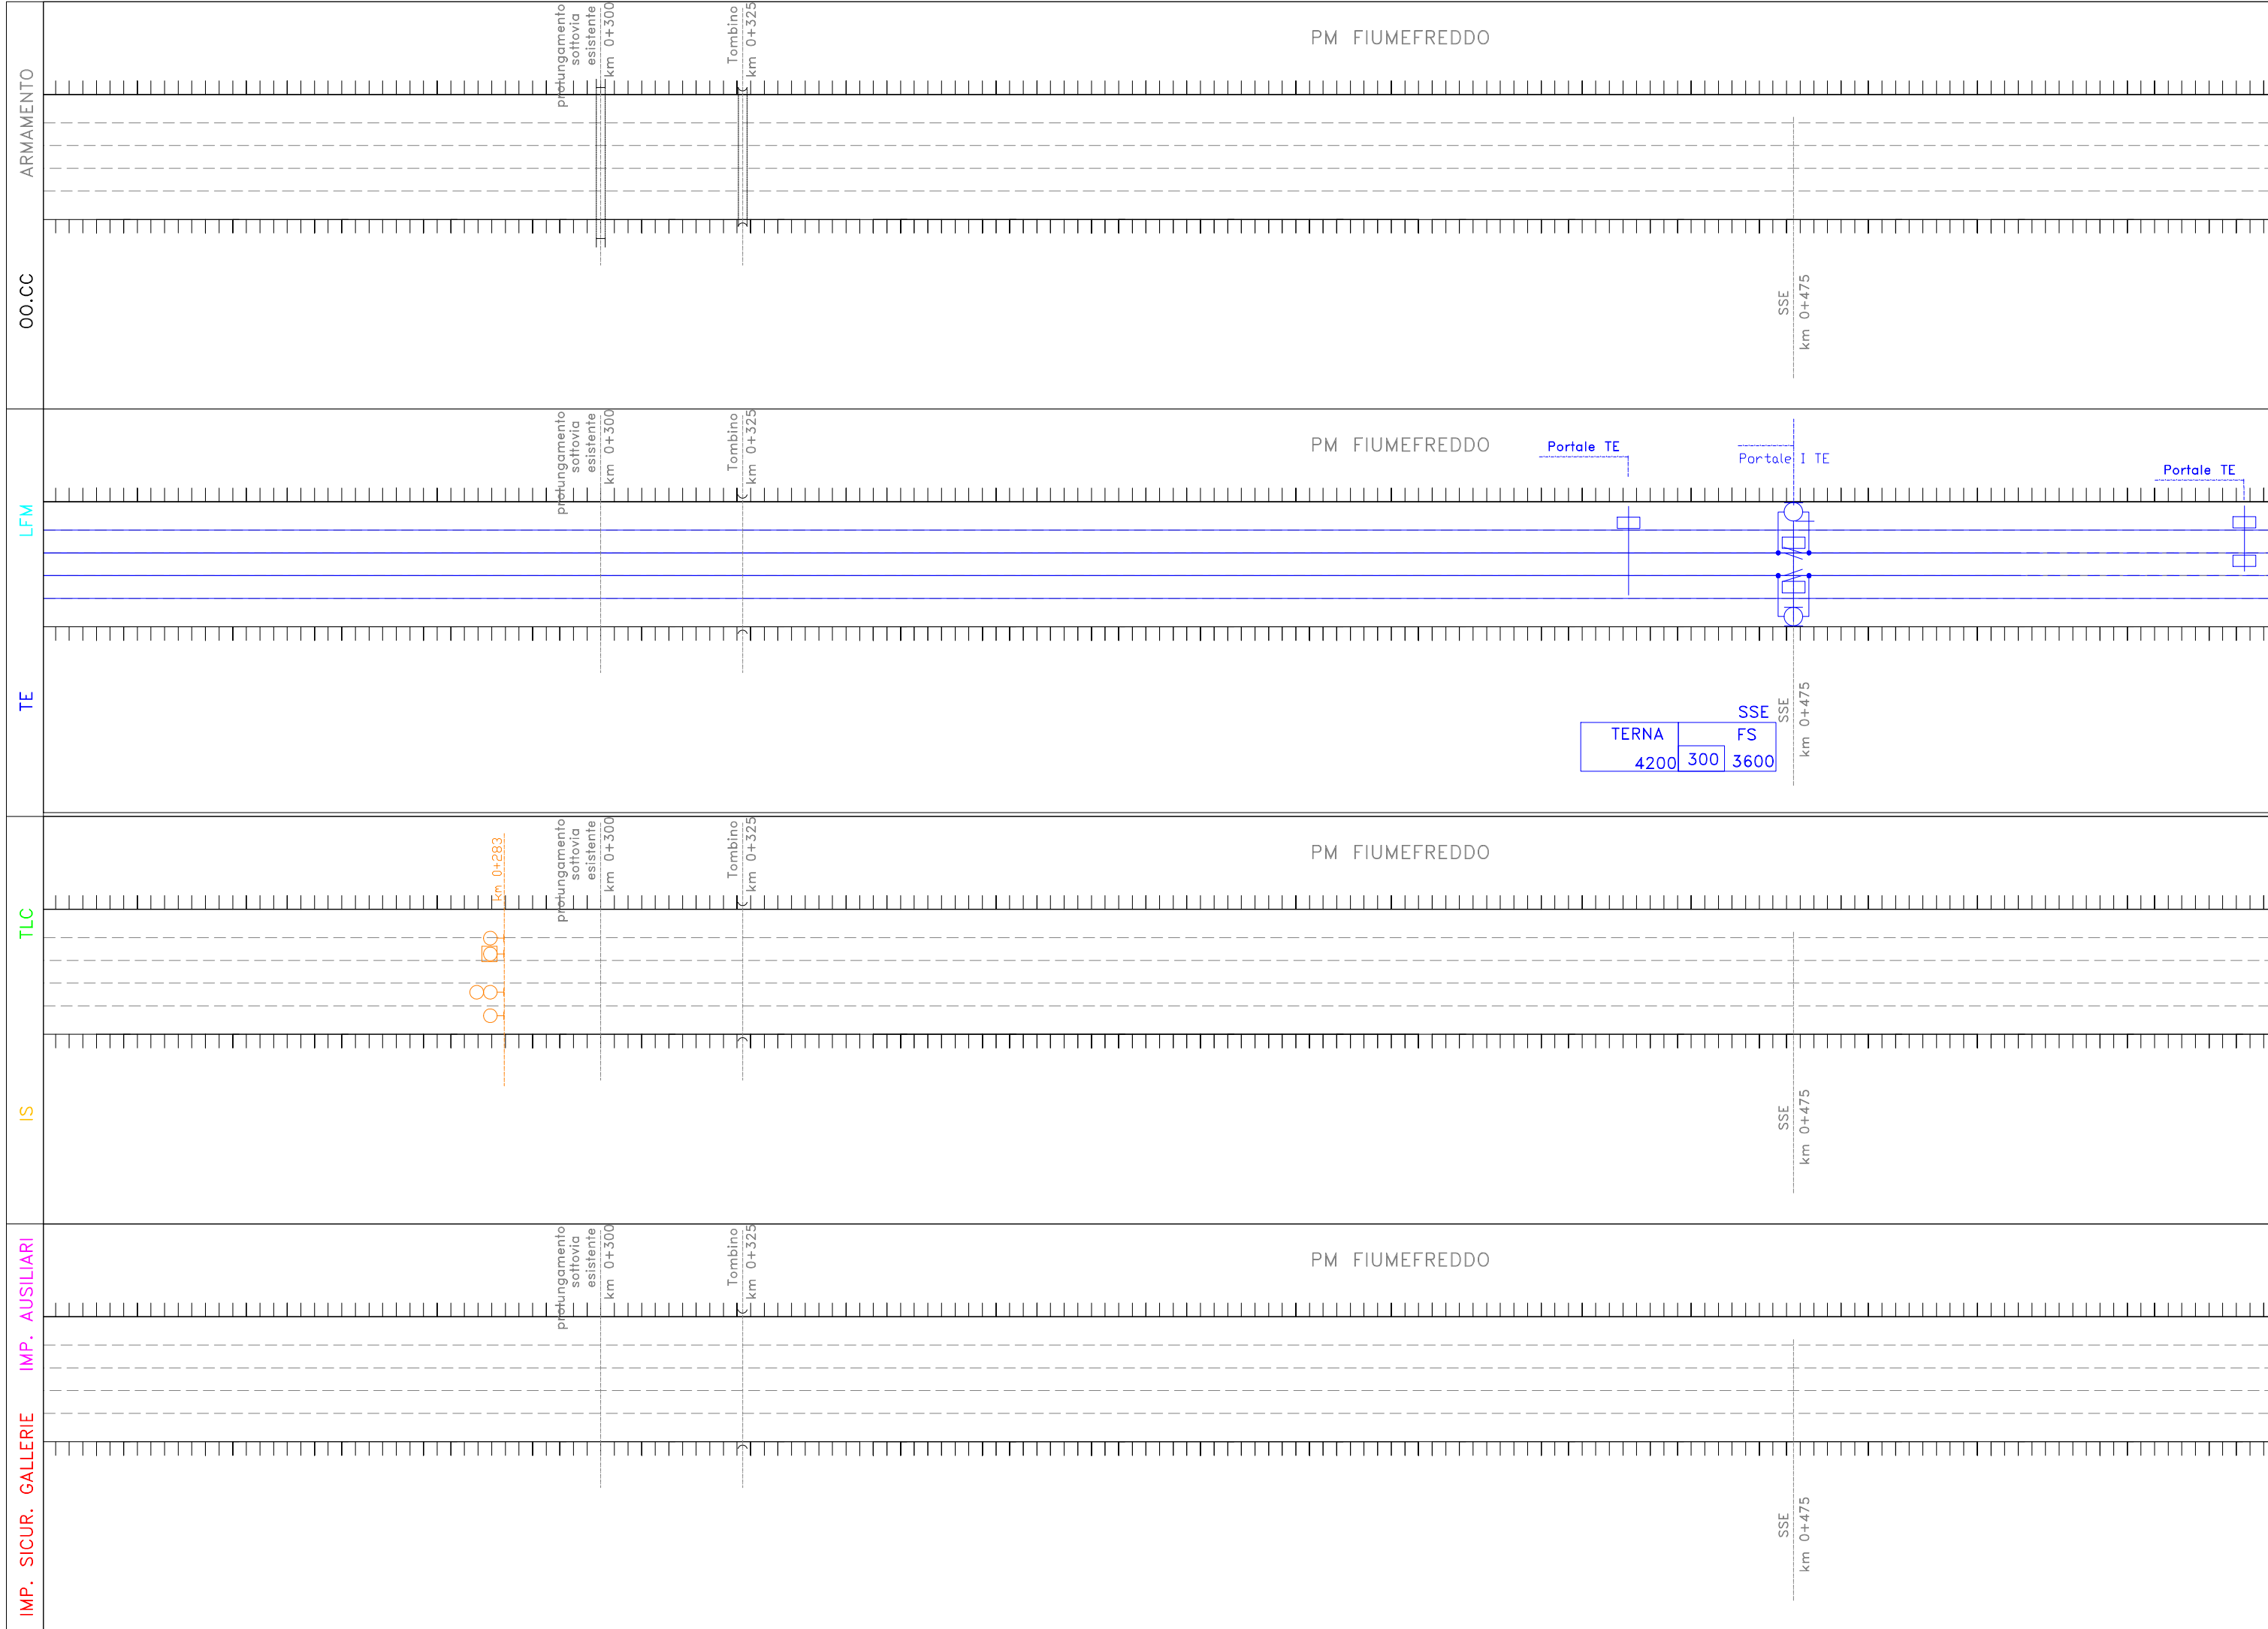 ARMAMENTO
OO.CC
prolungamento
sottovia
esistente
km 0+300
Tombino
km 0+325
PM FIUMEFREDDO
SSE
km 0+475
LFM
TE
prolungamento
sottovia
esistente
km 0+300
Tombino
km 0+325
PM FIUMEFREDDO
Portale TE
Portale I TE
Portale TE
SSE
km 0+475
SSE
TERNA FS
4200 300 3600
TLC
IS
km 0+283
prolungamento
sottovia
esistente
km 0+300
Tombino
km 0+325
PM FIUMEFREDDO
SSE
km 0+475
IMP. AUSILIARI
IMP. SICUR. GALLERIE
prolungamento
sottovia
esistente
km 0+300
Tombino
km 0+325
PM FIUMEFREDDO
SSE
km 0+475